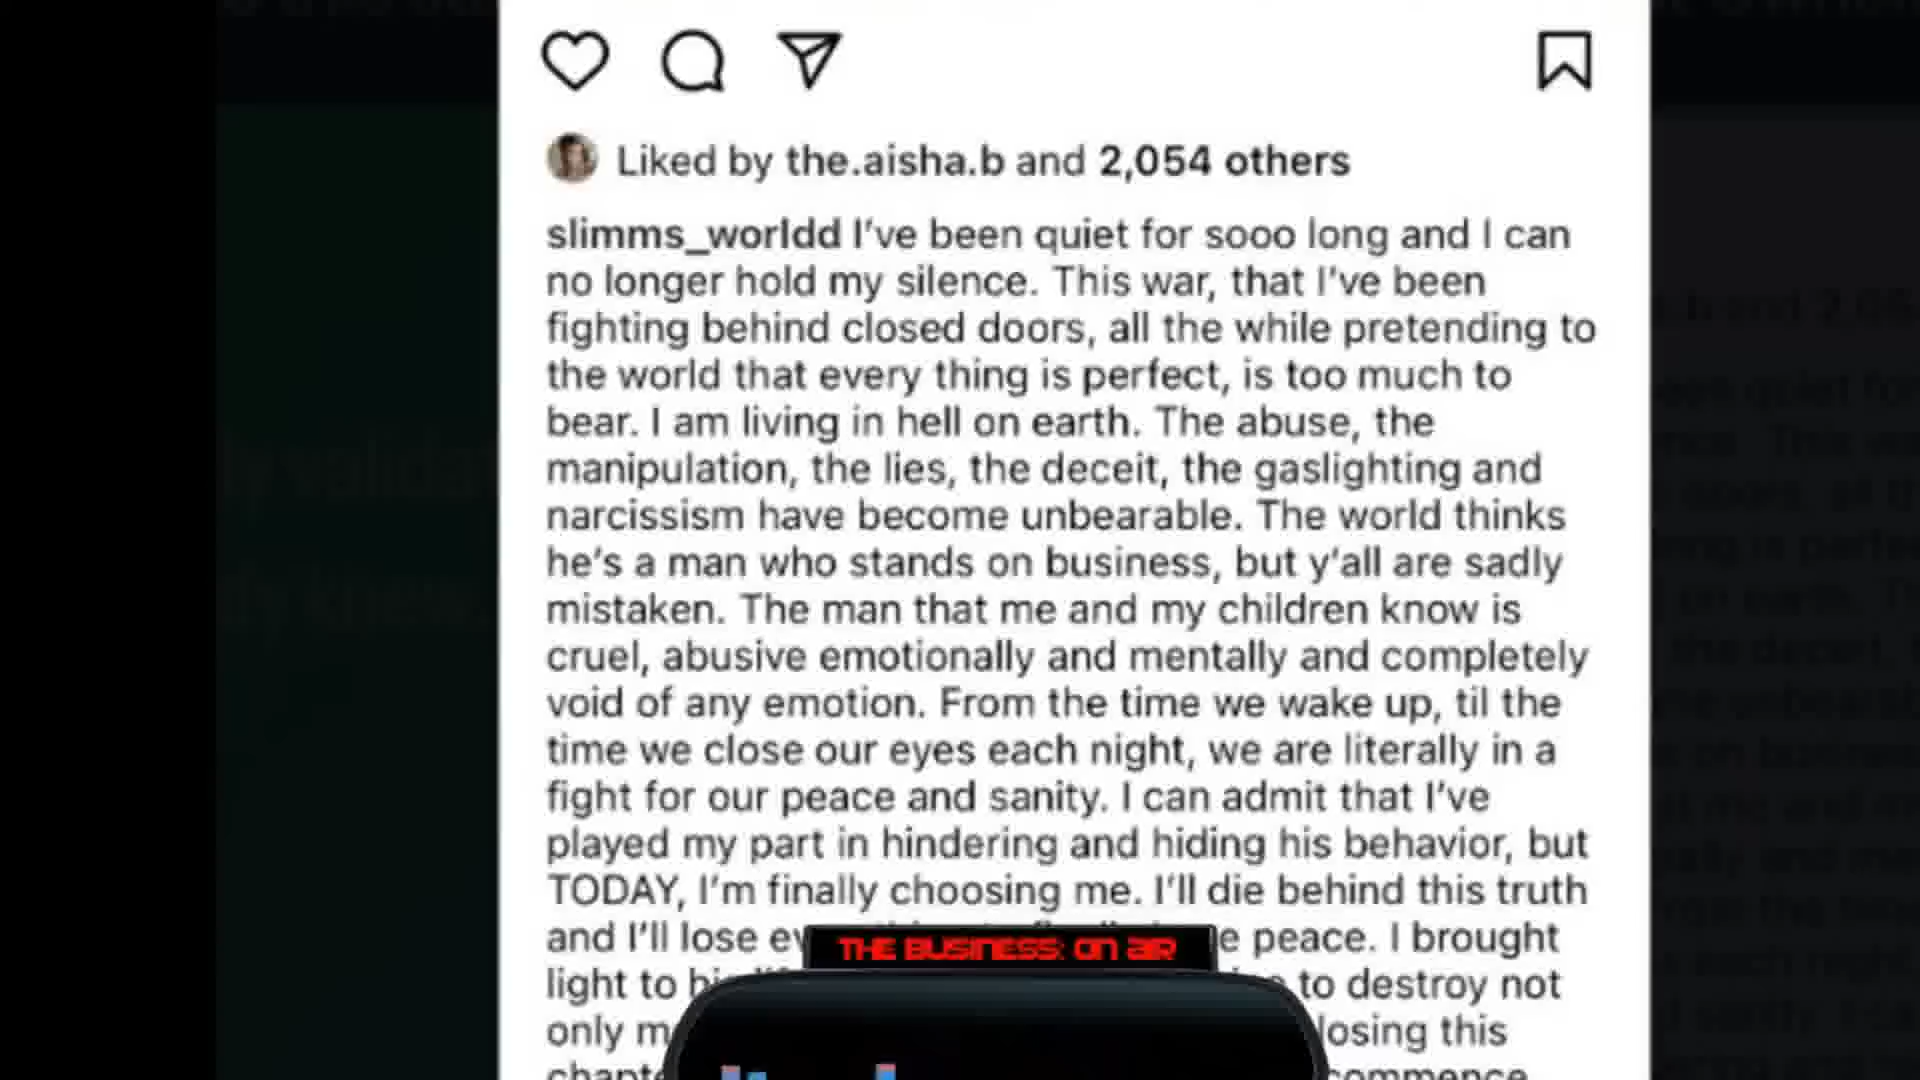 Liked by the.aisha.b and 2,054 others
slimms_worldd I've been quiet for sooo long and I can
no longer hold my silence. This war, that I've been
fighting behind closed doors, all the while pretending to
the world that every thing is perfect, is too much to
bear. I am living in hell on earth. The abuse, the
manipulation, the lies, the deceit, the gaslighting and
narcissism have become unbearable. The world thinks
he's a man who stands on business, but y'all are sadly
mistaken. The man that me and my children know is
cruel, abusive emotionally and mentally and completely
void of any emotion. From the time we wake up, til the
time we close our eyes each night, we are literally in a
fight for our peace and sanity. I can admit that I've
played my part in hindering and hiding his behavior, but
TODAY, I'm finally choosing me. I'll die behind this truth
and I'll lose peace. I brought
THE BUSINESS: ON AIR
light to to destroy not
only losing this
commence